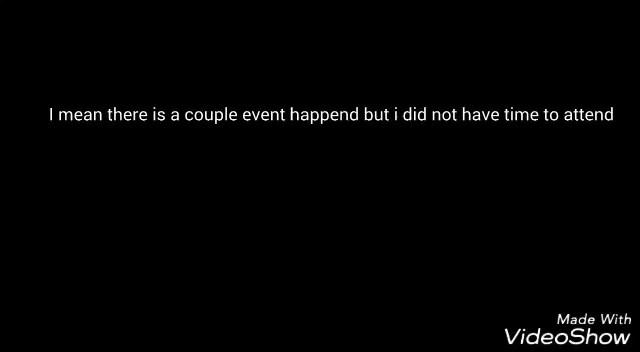 I mean there is a couple event happend but i did not have time to attend
Made With
VideoShow